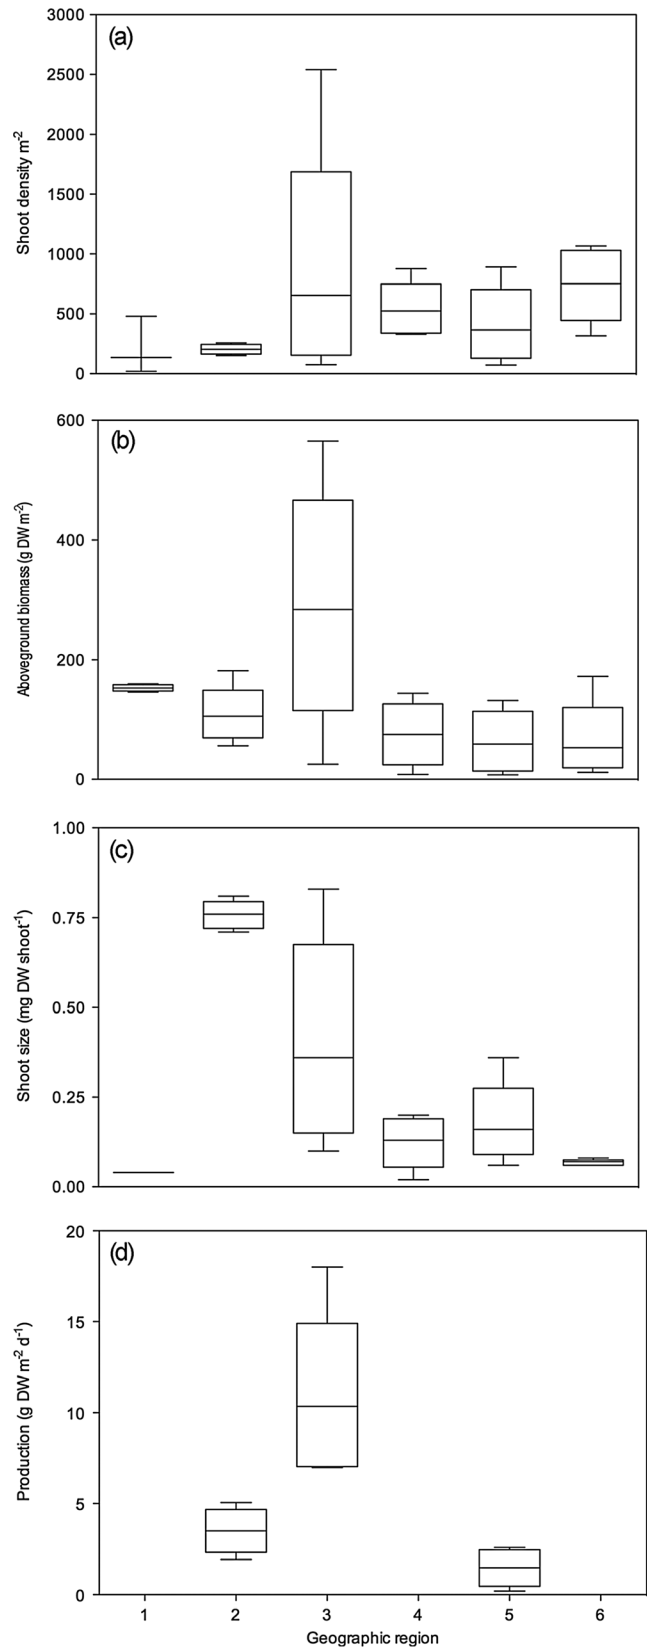 (a)
3000
2500
2000
1500
1000
500
0
Shoot density m⁻²
(b)
600
400
200
0
Aboveground biomass (g DW m⁻²)
(c)
1.00
0.75
0.50
0.25
0.00
Shoot size (mg DW shoot⁻¹)
(d)
20
15
10
5
0
Production (g DW m⁻² d⁻¹)
1 2 3 4 5 6
Geographic region